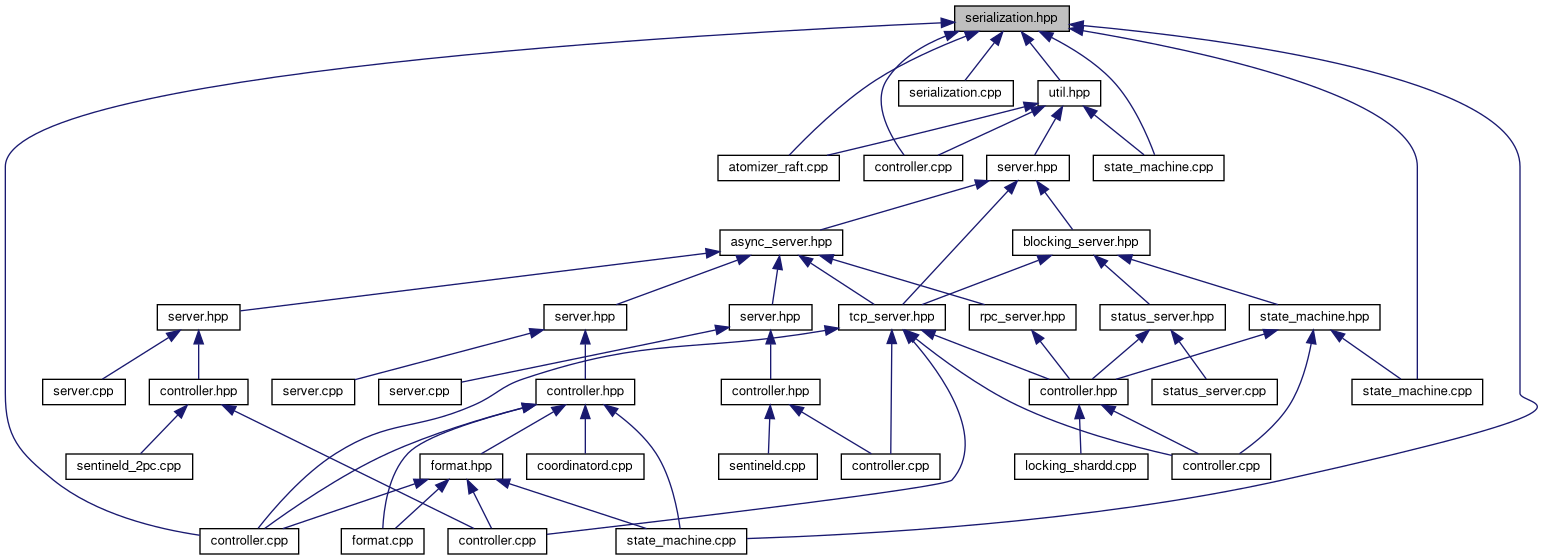 serialization.hpp
serialization.cpp
util.hpp
atomizer_raft.cpp
controller.cpp
server.hpp
state_machine.cpp
async_server.hpp
blocking_server.hpp
server.hpp
server.hpp
server.hpp
tcp_server.hpp
rpc_server.hpp
status_server.hpp
state_machine.hpp
server.cpp
controller.hpp
server.cpp
server.cpp
controller.hpp
controller.hpp
controller.hpp
status_server.cpp
state_machine.cpp
sentineld_2pc.cpp
format.hpp
coordinatord.cpp
sentineld.cpp
controller.cpp
locking_shardd.cpp
controller.cpp
controller.cpp
format.cpp
controller.cpp
state_machine.cpp